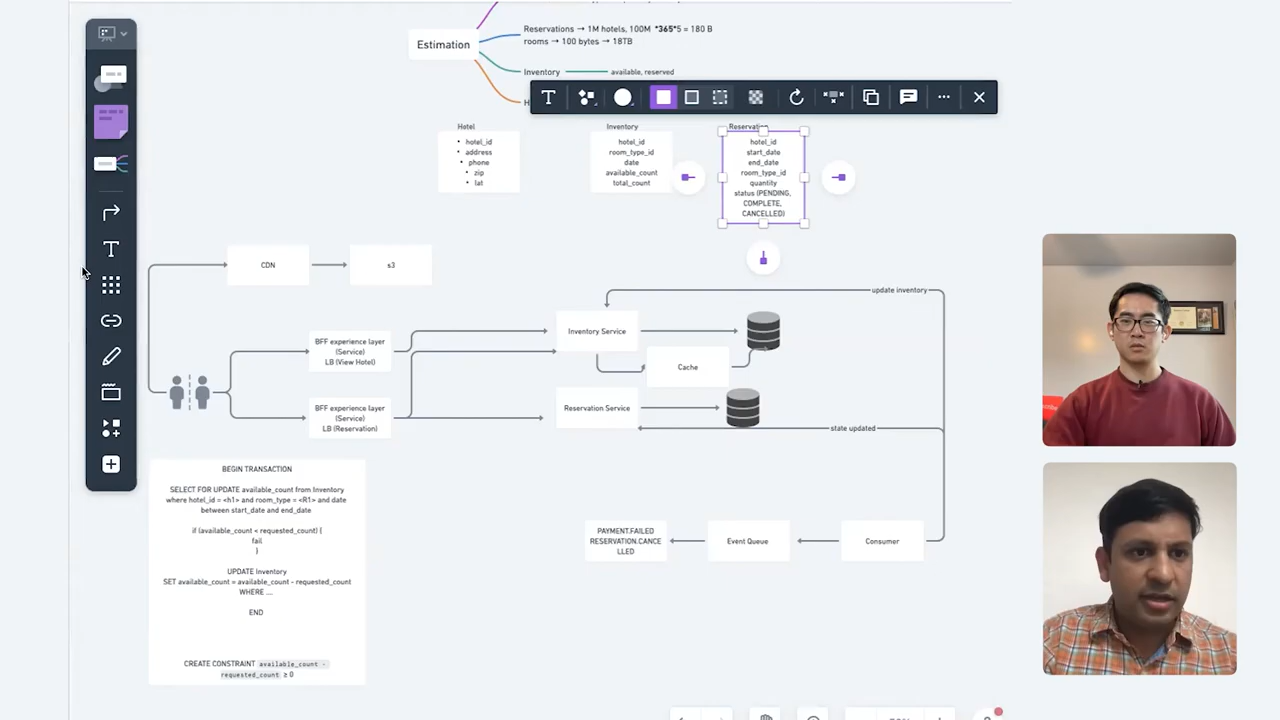 Reservations → 1M hotels, 100M *365*5 = 180 B
rooms → 100 bytes → 18TB
Estimation
Inventory
available, reserved
H
T
Hotel
hotel_id
address
phone
zip
lat
Inventory
hotel_id
room_type_id
date
available_count
total_count
Reservation
hotel_id
start_date
end_date
room_type_id
quantity
status (PENDING,
COMPLETE,
CANCELLED)
T
CDN
s3
update inventory
Inventory Service
BFF experience layer
(Service)
LB (View Hotel)
Cache
BFF experience layer
(Service)
LB (Reservation)
Reservation Service
state updated
BEGIN TRANSACTION
SELECT FOR UPDATE available_count from Inventory
where hotel_id = <h1> and room_type = <R1> and date
between start_date and end_date
if (available_count < requested_count) {
fail
}
UPDATE Inventory
SET available_count = available_count - requested_count
WHERE ....
END
CREATE CONSTRAINT available_count -
requested_count ≥ 0
PAYMENT.FAILED
RESERVATION.CANCE
LLED
Event Queue
Consumer